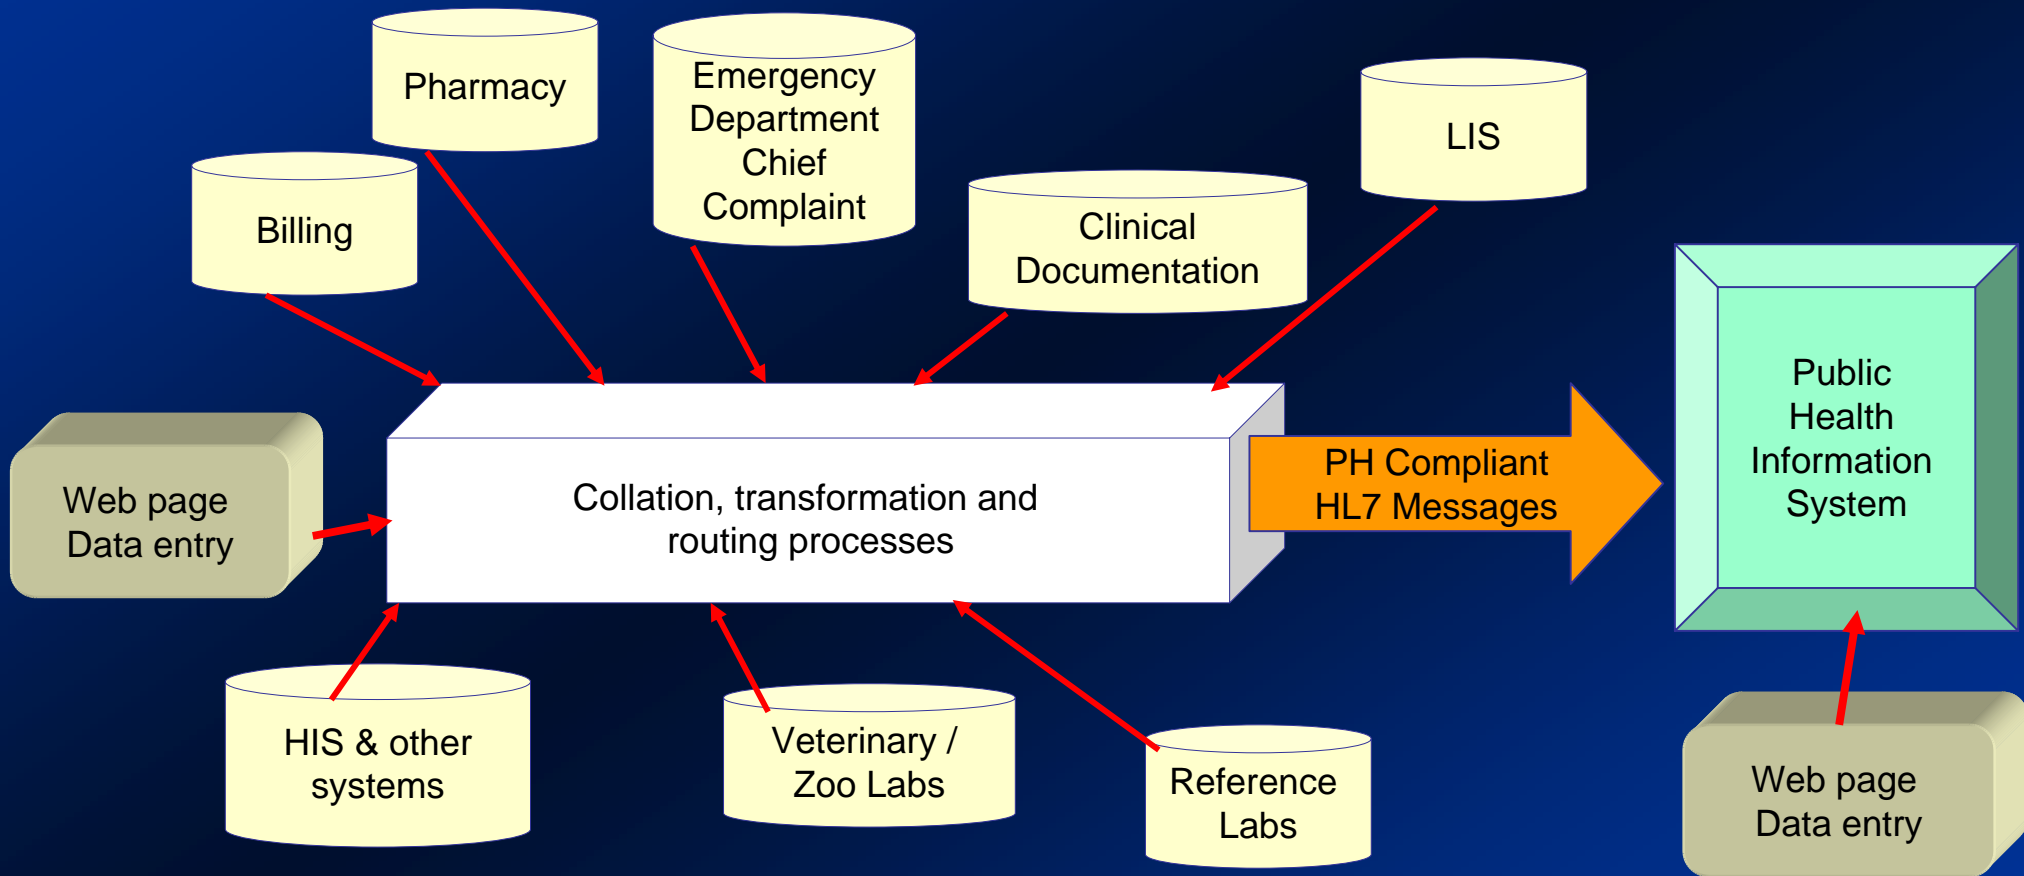 Pharmacy
Emergency
Department
Chief
Complaint
LIS
Billing
Clinical
Documentation
Public
Health
Information
System
Web page
Data entry
Collation, transformation and
routing processes
PH Compliant
HL7 Messages
HIS & other
systems
Veterinary /
Zoo Labs
Reference
Labs
Web page
Data entry